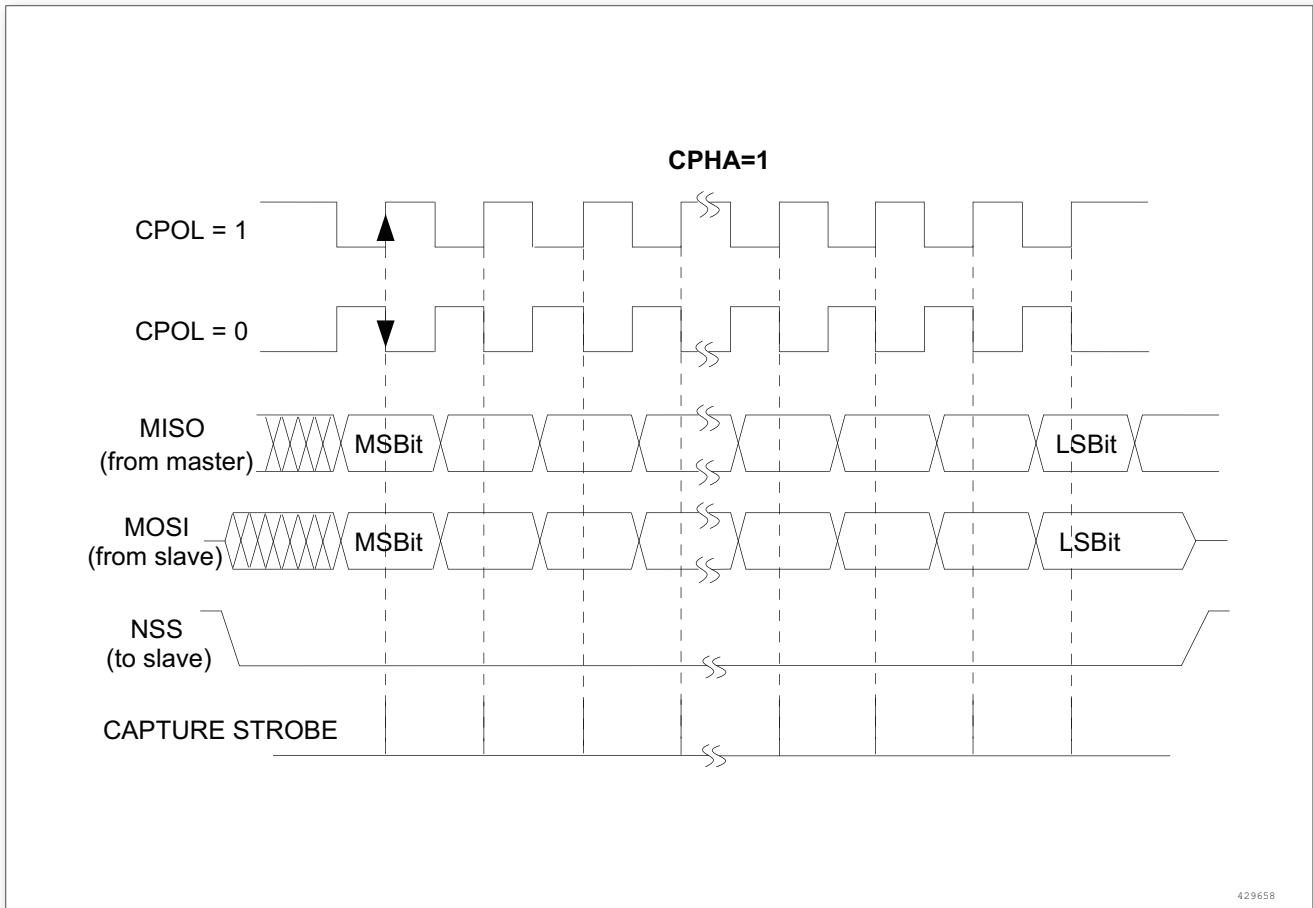 CPHA=1
CPOL = 1
CPOL = 0
MISO
(from master)
MSBit
LSBit
MOSI
(from slave)
MSBit
LSBit
NSS
(to slave)
CAPTURE STROBE
429658